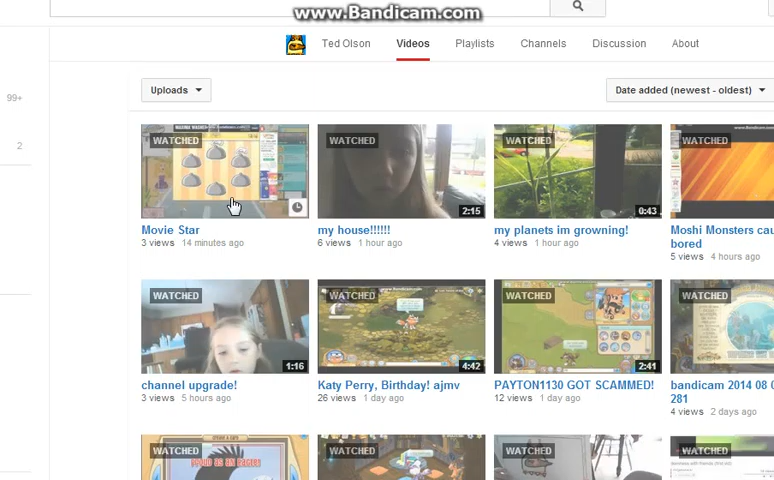 www.Bandicam.com
Ted Olson Videos Playlists Channels Discussion About
99+
2
Uploads
Date added (newest - oldest)
WATCHED
WATCHED
2:15
WATCHED
0:43
WATCHED
Movie Star
3 views 14 minutes ago
my house!!!!!!
6 views 1 hour ago
my planets im growning!
4 views 1 hour ago
Moshi Monsters cau
bored
5 views 4 hours ago
WATCHED
1:16
WATCHED
4:42
WATCHED
2:41
WATCHED
channel upgrade!
3 views 5 hours ago
Katy Perry, Birthday! ajmv
26 views 1 day ago
PAYTON1130 GOT SCAMMED!
12 views 1 day ago
bandicam 2014 08 0
281
4 views 2 days ago
WATCHED
WATCHED
WATCHED
WATCHED